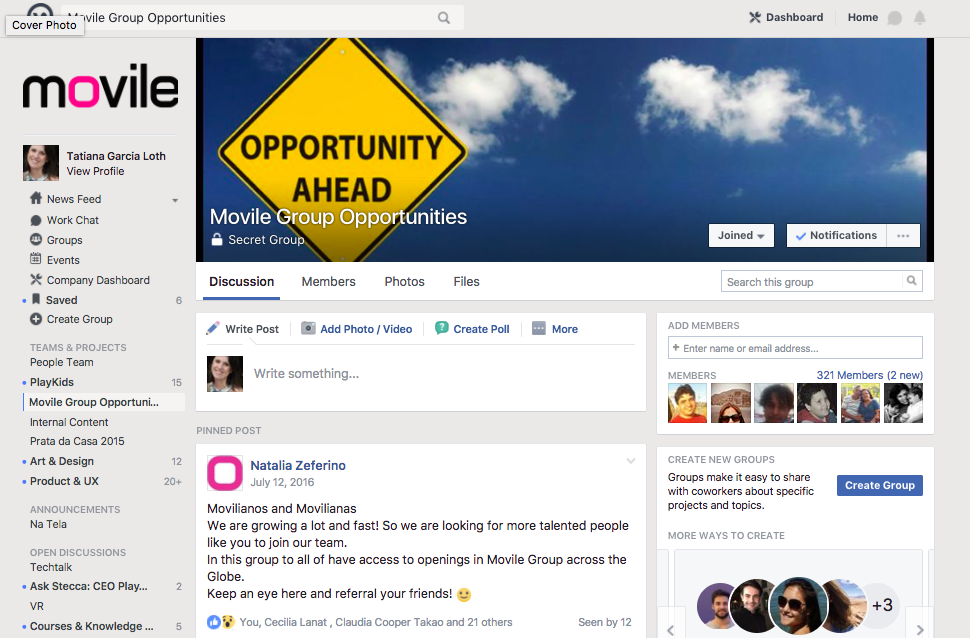 Movile Group Opportunities
Cover Photo
Dashboard
Home
movile
OPPORTUNITY
AHEAD
Movile Group Opportunities
Secret Group
Joined
Notifications
Tatiana Garcia Loth
View Profile
News Feed
Work Chat
Groups
Events
Company Dashboard
Saved 6
Create Group
TEAMS & PROJECTS
People Team
PlayKids 15
Movile Group Opportuni...
Internal Content
Prata da Casa 2015
Art & Design 12
Product & UX 20+
ANNOUNCEMENTS
Na Tela
OPEN DISCUSSIONS
Techtalk
Ask Stecca: CEO Play... 2
VR
Courses & Knowledge ... 5
Discussion Members Photos Files
Search this group
Write Post Add Photo / Video Create Poll More
Write something...
PINNED POST
Natalia Zeferino
July 12, 2016
Movilianos and Movilianas
We are growing a lot and fast! So we are looking for more talented people
like you to join our team.
In this group to all of have access to openings in Movile Group across the
Globe.
Keep an eye here and referral your friends!
You, Cecilia Lanat , Claudia Cooper Takao and 21 others
Seen by 12
ADD MEMBERS
+ Enter name or email address...
MEMBERS 321 Members (2 new)
CREATE NEW GROUPS
Groups make it easy to share
with coworkers about specific
projects and topics.
Create Group
MORE WAYS TO CREATE
+3